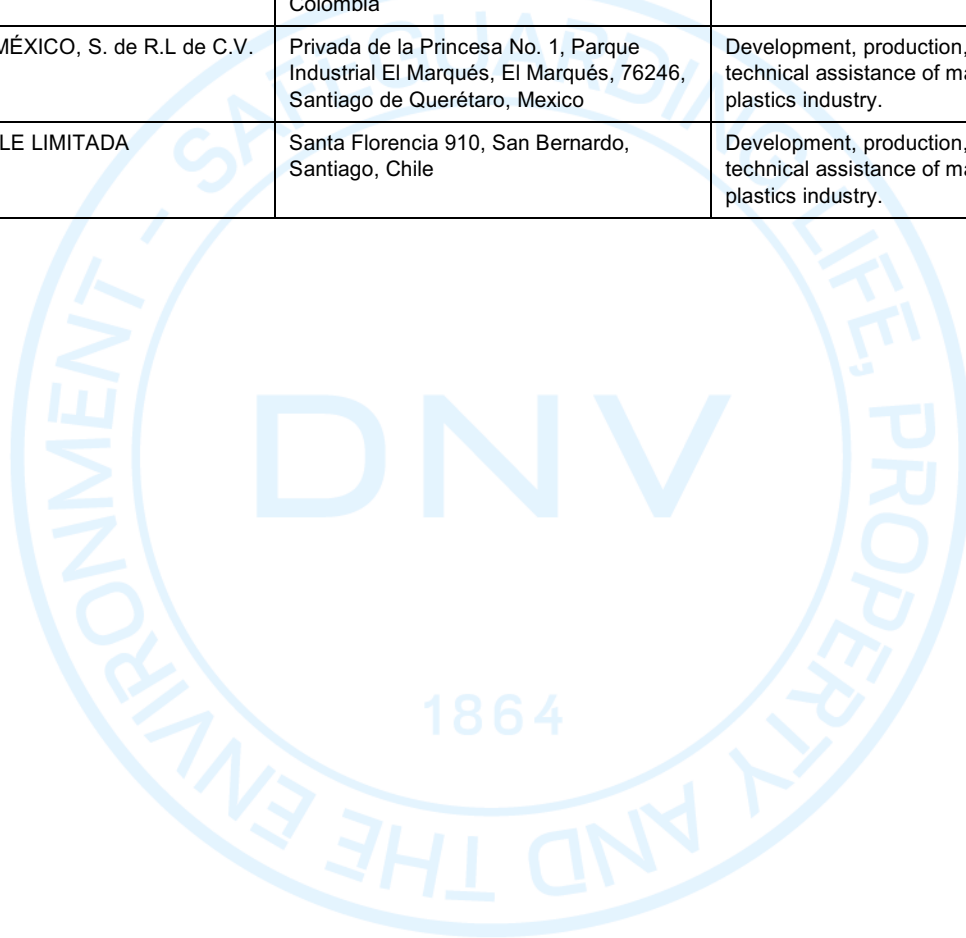 Colombia
MÉXICO, S. de R.L de C.V.
Privada de la Princesa No. 1, Parque
Industrial El Marqués, El Marqués, 76246,
Santiago de Querétaro, Mexico
Development, production,
technical assistance of ma
plastics industry.
LE LIMITADA
Santa Florencia 910, San Bernardo,
Santiago, Chile
Development, production,
technical assistance of ma
plastics industry.
SAFEGUARDING LIFE, PROPERTY AND THE ENVIRONMENT -
DNV
1864